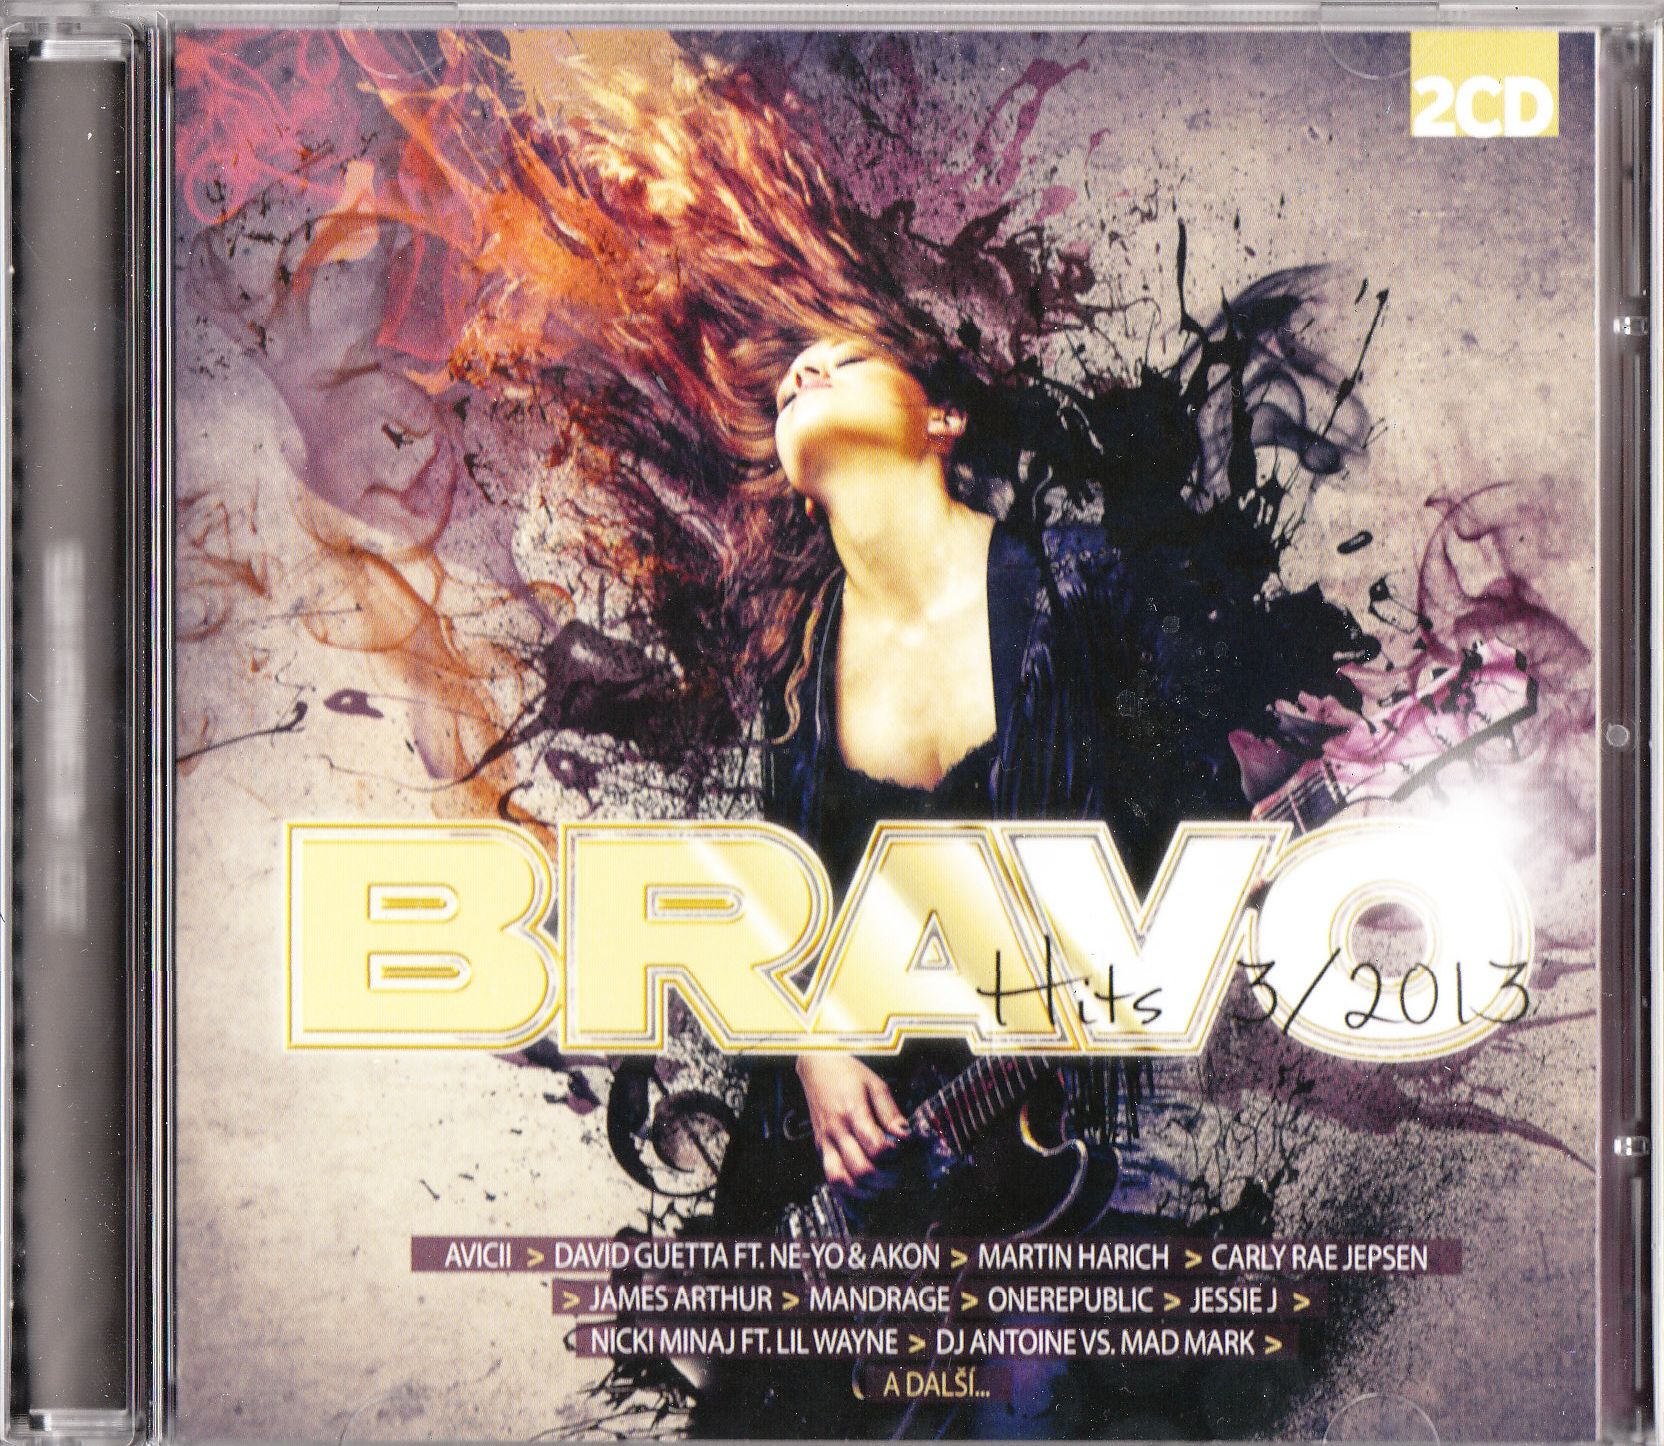 2CD
BRAVO
Hits 3/2013
AVICII > DAVID GUETTA FT. NE-YO & AKON > MARTIN HARICH > CARLY RAE JEPSEN
> JAMES ARTHUR > MANDRAGE > ONEREPUBLIC > JESSIE J >
NICKI MINAJ FT. LIL WAYNE > DJ ANTOINE VS. MAD MARK >
A DALŠÍ...